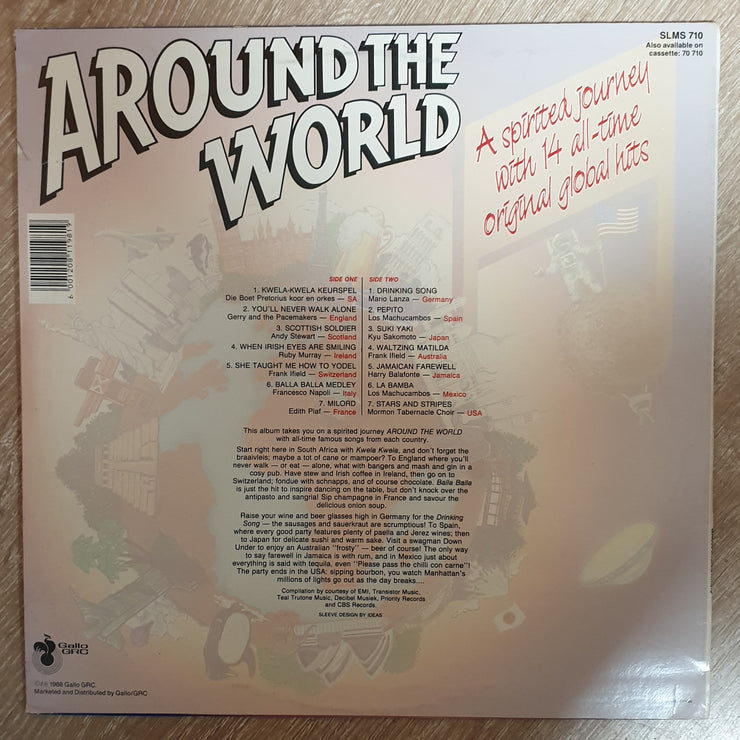 AROUND THE
WORLD
SLMS 710
Also available on
cassette: 70 710
A spirited journey
with 14 all-time
original global hits
6 001208 119819
SIDE ONE
1. KWELA-KWELA KEURSPEL
Die Boet Pretorius koor en orkes — SA
2. YOU'LL NEVER WALK ALONE
Gerry and the Pacemakers — England
3. SCOTTISH SOLDIER
Andy Stewart — Scotland
4. WHEN IRISH EYES ARE SMILING
Ruby Murray — Ireland
5. SHE TAUGHT ME HOW TO YODEL
Frank Ifield — Switzerland
6. BALLA BALLA MEDLEY
Francesco Napoli — Italy
7. MILORD
Edith Piaf — France
SIDE TWO
1. DRINKING SONG
Mario Lanza — Germany
2. PEPITO
Los Machucambos — Spain
3. SUKI YAKI
Kyu Sakomoto — Japan
4. WALTZING MATILDA
Frank Ifield — Australia
5. JAMAICAN FAREWELL
Harry Balafonte — Jamaica
6. LA BAMBA
Los Machucambos — Mexico
7. STARS AND STRIPES
Mormon Tabernacle Choir — USA
This album takes you on a spirited journey AROUND THE WORLD
with all-time famous songs from each country.
Start right here in South Africa with Kwela Kwela, and don't forget the
braaivleis; maybe a tot of cane or mampoer? To England where you'll
never walk — or eat — alone, what with bangers and mash and gin in a
cosy pub. Have stew and Irish coffee in Ireland, then go on to
Switzerland; fondue with schnapps, and of course chocolate. Balla Balla
is just the hit to inspire dancing on the table, but don't knock over the
antipasto and sangria! Sip champagne in France and savour the
delicious onion soup.
Raise your wine and beer glasses high in Germany for the Drinking
Song — the sausages and sauerkraut are scrumptious! To Spain,
where every good party features plenty of paella and Jerez wines; then
to Japan for delicate sushi and warm sake. Visit a swagman Down
Under to enjoy an Australian "frosty" — beer of course! The only way
to say farewell in Jamaica is with rum, and in Mexico just about
everything is said with tequila, even "Please pass the chilli con carne"!
The party ends in the USA: sipping bourbon, you watch Manhattan's
millions of lights go out as the day breaks....
Compilation by courtesy of EMI, Transistor Music,
Teal Trutone Music, Decibel Musiek, Priority Records
and CBS Records.
SLEEVE DESIGN BY IDEAS
Gallo
GRC
©℗ 1988 Gallo GRC.
Marketed and Distributed by Gallo/GRC